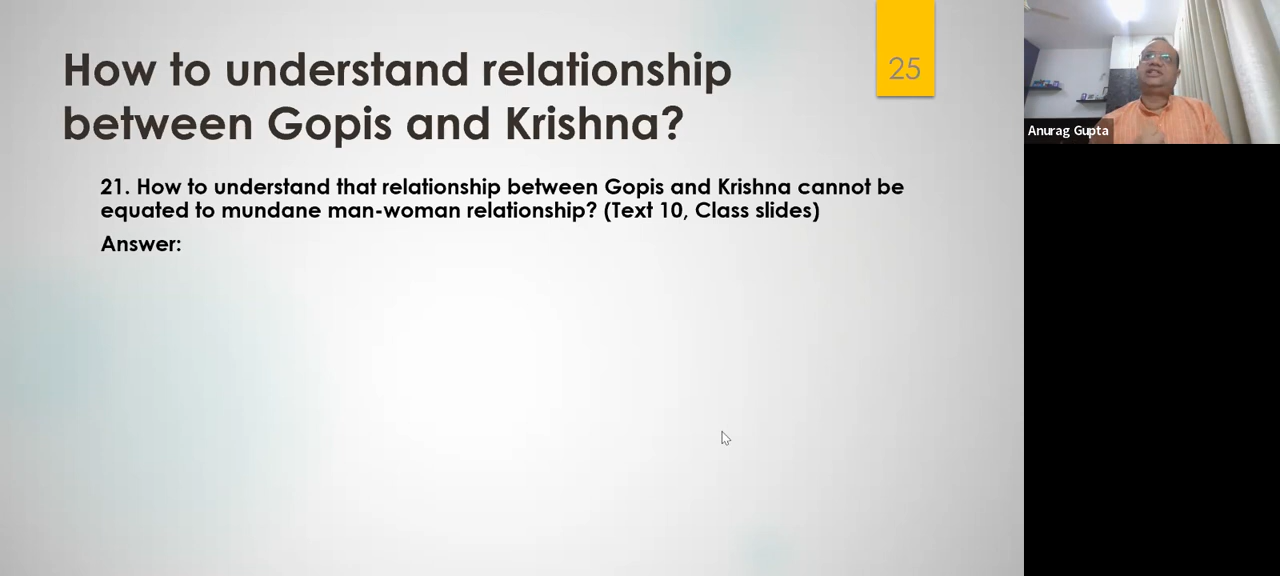 How to understand relationship
between Gopis and Krishna?
25
21. How to understand that relationship between Gopis and Krishna cannot be
equated to mundane man-woman relationship? (Text 10, Class slides)
Answer:
Anurag Gupta